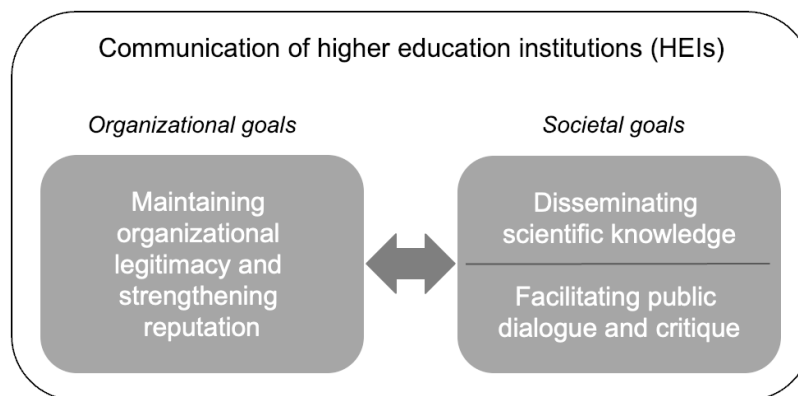 Communication of higher education institutions (HEIs)
Organizational goals
Maintaining
organizational
legitimacy and
strengthening
reputation
Societal goals
Disseminating
scientific knowledge
Facilitating public
dialogue and critique